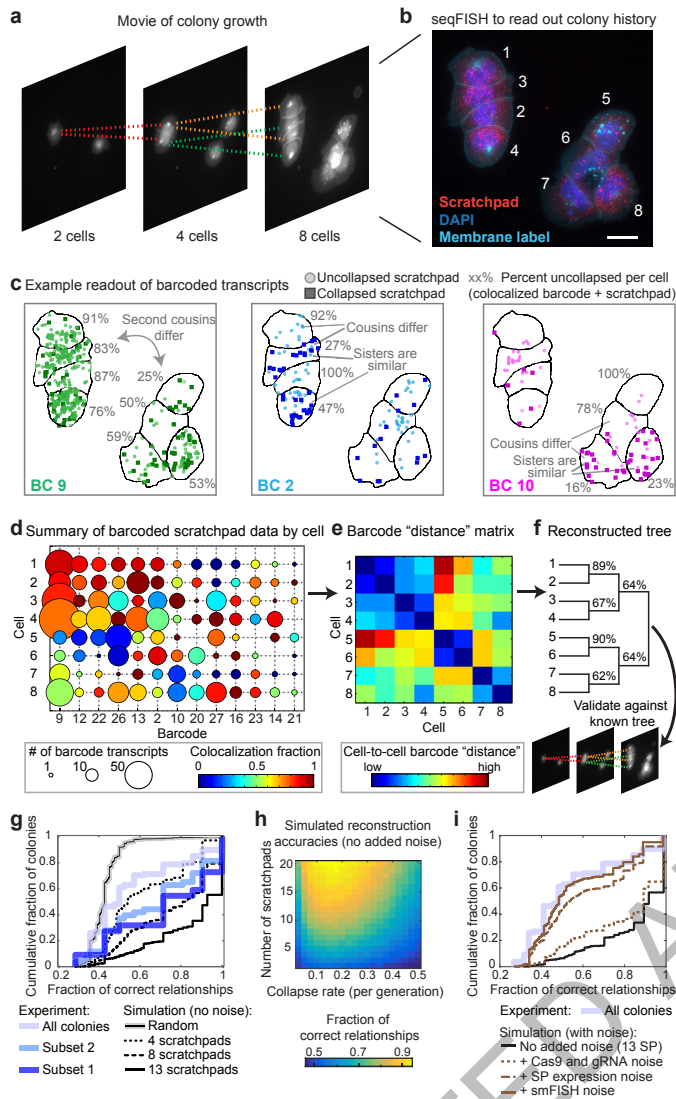 a
Movie of colony growth
2 cells
4 cells
8 cells
b
seqFISH to read out colony history
1
3
2
4
5
6
7
8
Scratchpad
DAPI
Membrane label
c Example readout of barcoded transcripts
Uncollapsed scratchpad
Collapsed scratchpad
xx% Percent uncollapsed per cell
(colocalized barcode + scratchpad)
91%
83%
87%
76%
Second cousins
differ
25%
50%
59%
53%
BC 9
92%
Cousins differ
27%
Sisters are
similar
100%
47%
BC 2
100%
78%
Cousins differ
Sisters are
similar
16%
23%
BC 10
d Summary of barcoded scratchpad data by cell
Cell
1
2
3
4
5
6
7
8
9 12 22 26 13 2 10 20 27 16 23 14 21
Barcode
# of barcode transcripts
1 10 50
Colocalization fraction
0 0.5 1
e Barcode “distance” matrix
Cell
1
2
3
4
5
6
7
8
1 2 3 4 5 6 7 8
Cell
Cell-to-cell barcode “distance”
low high
f Reconstructed tree
1
2
3
4
5
6
7
8
89%
67%
64%
90%
62%
64%
Validate against
known tree
g
Cumulative fraction of colonies
1
0.8
0.6
0.4
0.2
0
0.2 0.4 0.6 0.8 1
Fraction of correct relationships
Experiment:
All colonies
Subset 2
Subset 1
Simulation (no noise):
Random
4 scratchpads
8 scratchpads
13 scratchpads
h
Simulated reconstruction
accuracies (no added noise)
Number of scratchpads
20
15
10
5
0.1 0.2 0.3 0.4 0.5
Collapse rate (per generation)
Fraction of
correct relationships
0.5 0.7 0.9
i
Cumulative fraction of colonies
1
0.8
0.6
0.4
0.2
0
0.2 0.4 0.6 0.8 1
Fraction of correct relationships
Experiment: All colonies
Simulation (with noise):
No added noise (13 SP)
+ Cas9 and gRNA noise
+ SP expression noise
+ smFISH noise